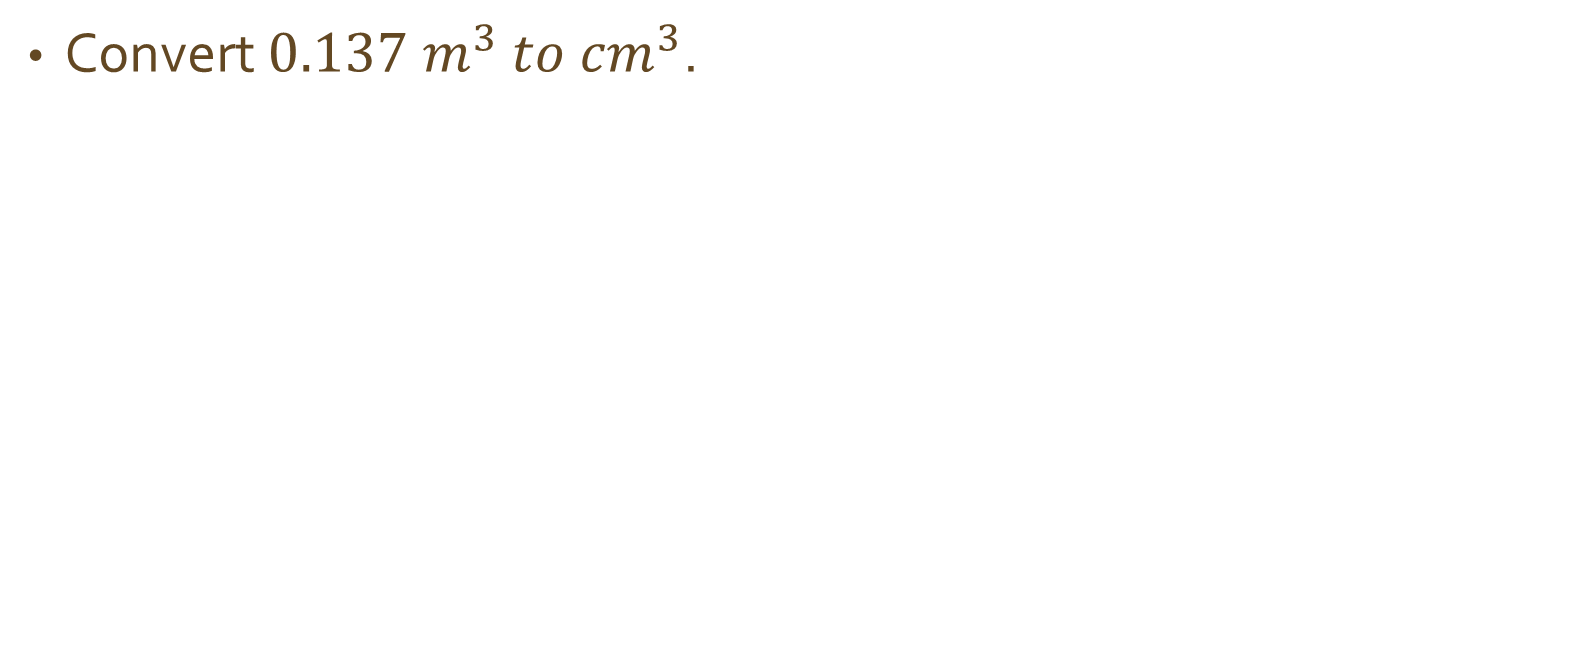 • Convert 0.137 m³ to cm³.